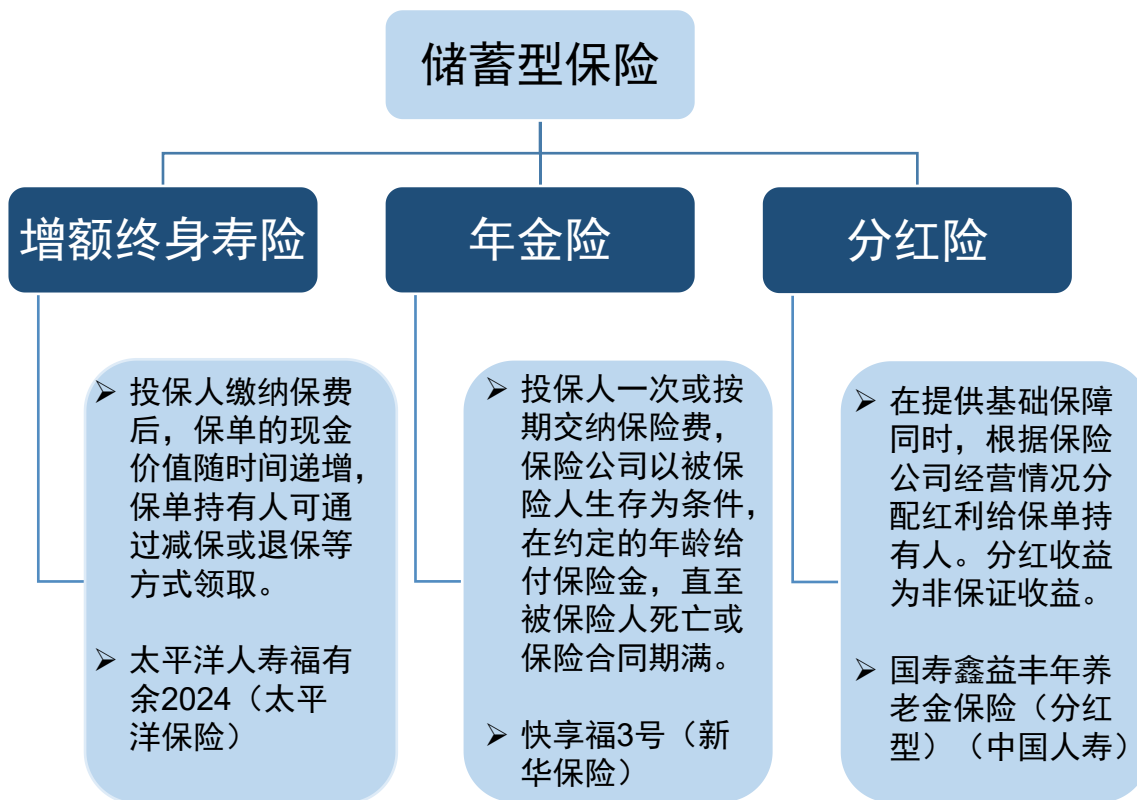 储蓄型保险
增额终身寿险
年金险
分红险
➢ 投保人缴纳保费
后，保单的现金
价值随时间递增，
保单持有人可通
过减保或退保等
方式领取。
➢ 太平洋人寿福有
余2024（太平
洋保险）
➢ 投保人一次或按
期交纳保险费，
保险公司以被保
险人生存为条件，
在约定的年龄给
付保险金，直至
被保险人死亡或
保险合同期满。
➢ 快享福3号（新
华保险）
➢ 在提供基础保障
同时，根据保险
公司经营情况分
配红利给保单持
有人。分红收益
为非保证收益。
➢ 国寿鑫益丰年养
老金保险（分红
型）（中国人寿）